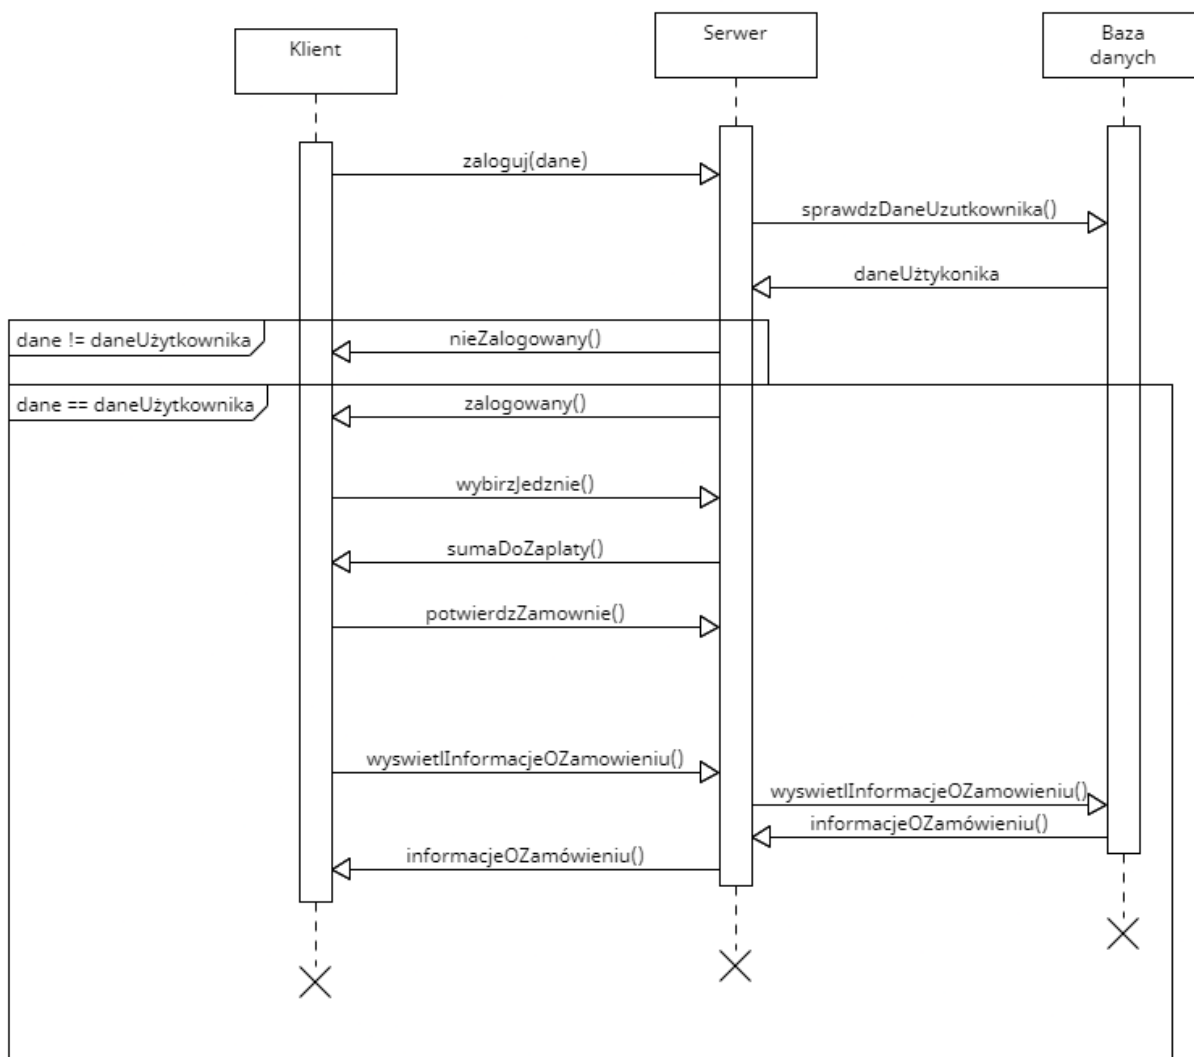 Klient
Serwer
Baza
danych
zaloguj(dane)
sprawdzDaneUzutkownika()
daneUżtykonika
dane != daneUżytkownika
nieZalogowany()
dane == daneUżytkownika
zalogowany()
wybirzJedznie()
sumaDoZaplaty()
potwierdzZamownie()
wyswietlInformacjeOZamowieniu()
wyswietlInformacjeOZamowieniu()
informacjeOZamówieniu()
informacjeOZamówieniu()